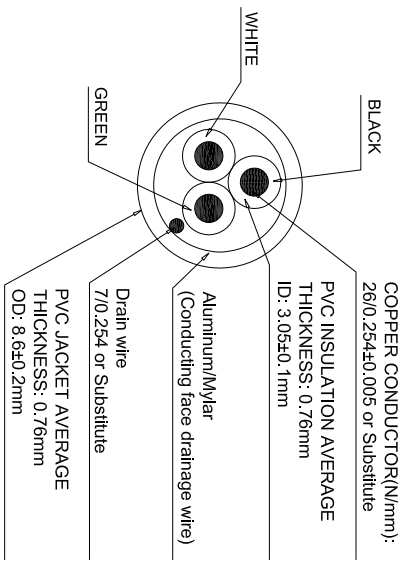 WHITE
BLACK
GREEN
COPPER CONDUCTOR(N/mm):
26/0.254±0.005 or Substitute
PVC INSULATION AVERAGE
THICKNESS: 0.76mm
ID: 3.05±0.1mm
Aluminum/Mylar
(Conducting face drainage wire)
Drain wire
7/0.254 or Substitute
PVC JACKET AVERAGE
THICKNESS: 0.76mm
OD: 8.6±0.2mm